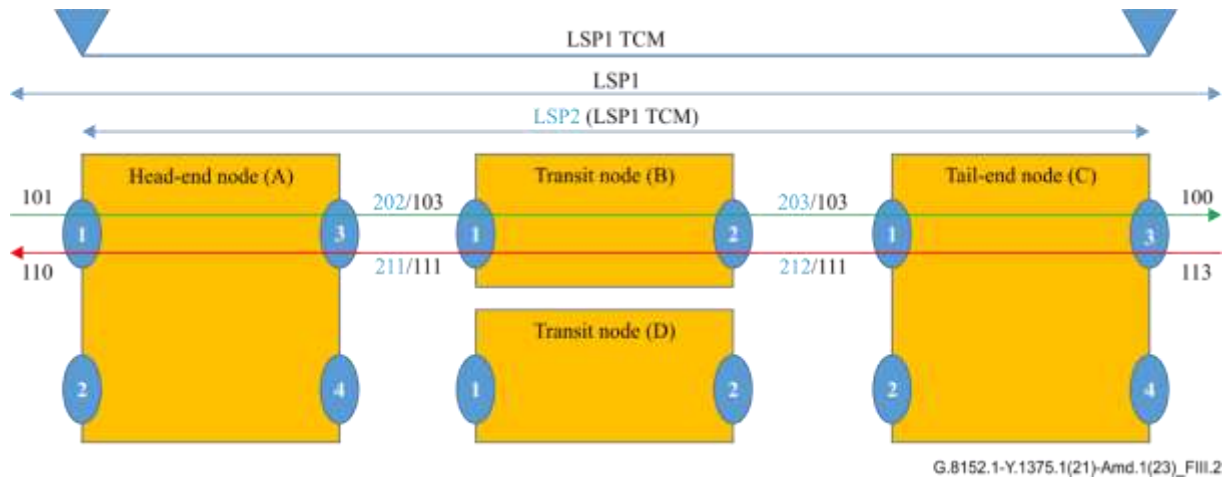 LSP1 TCM
LSP1
LSP2 (LSP1 TCM)
Head-end node (A)
Transit node (B)
Tail-end node (C)
101
202/103
203/103
100
1
3
1
2
1
3
110
211/111
212/111
113
Transit node (D)
2
4
1
2
2
4
G.8152.1-Y.1375.1(21)-Amd.1(23)_FIII.2